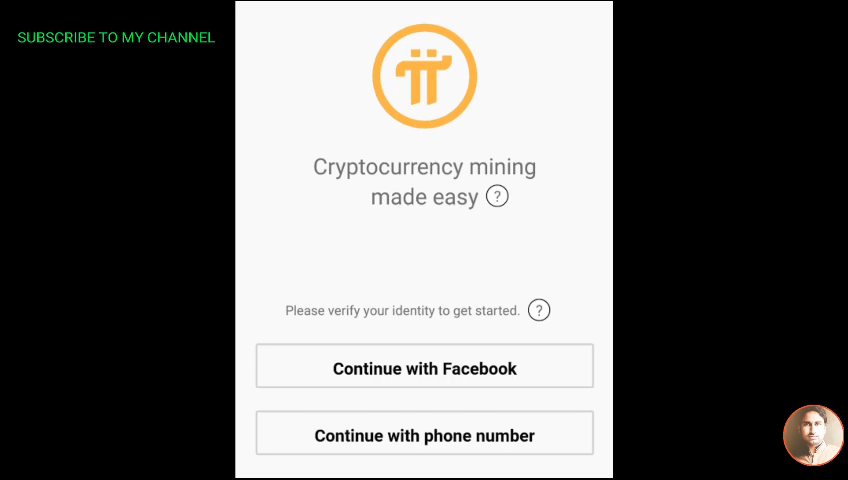 SUBSCRIBE TO MY CHANNEL
Cryptocurrency mining
made easy ?
Please verify your identity to get started. ?
Continue with Facebook
Continue with phone number